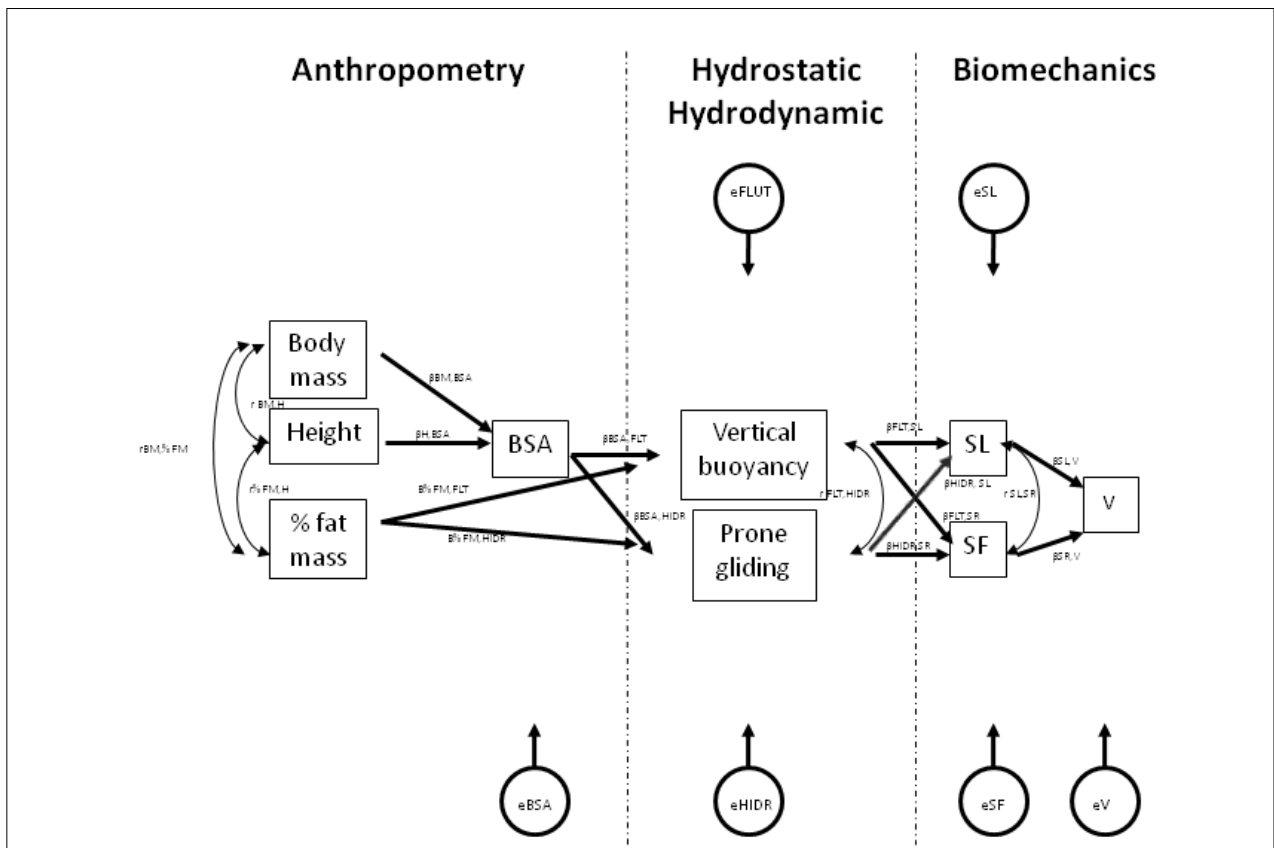 Anthropometry
Hydrostatic
Hydrodynamic
Biomechanics
eFLUT
eSL
Body
mass
βBM,BSA
r BM,H
Height
βH,BSA
rBM,% FM
BSA
βBSA,FLT
Vertical
buoyancy
βFLT,SL
SL
βSL,V
r% FM,H
B% FM,FLT
r FLT,HIDR
βHIDR, SL
r SL,SR
% fat
mass
βBSA,HIDR
βFLT,SR
V
B% FM,HIDR
Prone
gliding
βHIDR,SR
SF
βSR,V
eBSA
eHIDR
eSF
eV